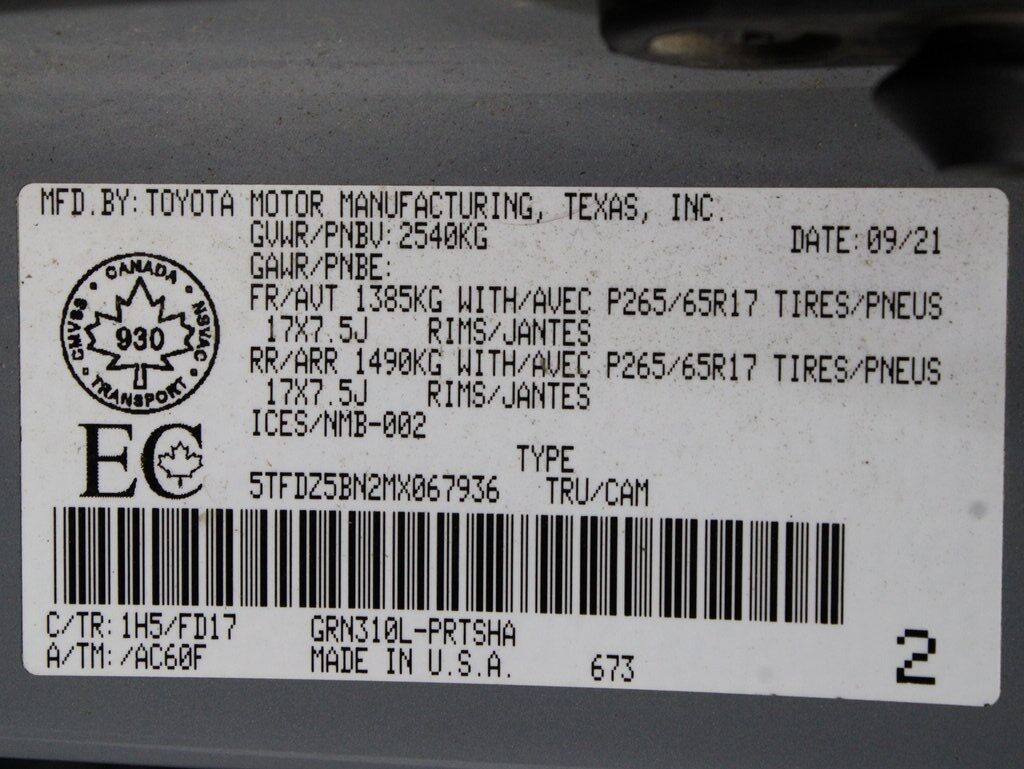 MFD.BY: TOYOTA MOTOR MANUFACTURING, TEXAS, INC.
GVWR/PNBV: 2540KG DATE: 09/21
GAWR/PNBE:
FR/AVT 1385KG WITH/AVEC P265/65R17 TIRES/PNEUS
17X7.5J RIMS/JANTES
RR/ARR 1490KG WITH/AVEC P265/65R17 TIRES/PNEUS
17X7.5J RIMS/JANTES
ICES/NMB-002
CANADA
CMVSS 930 NSVAC
TRANSPORT
EC
TYPE
5TFDZ5BN2MX067936 TRU/CAM
C/TR: 1H5/FD17 GRN310L-PRTSHA
A/TM: /AC60F MADE IN U.S.A. 673 2